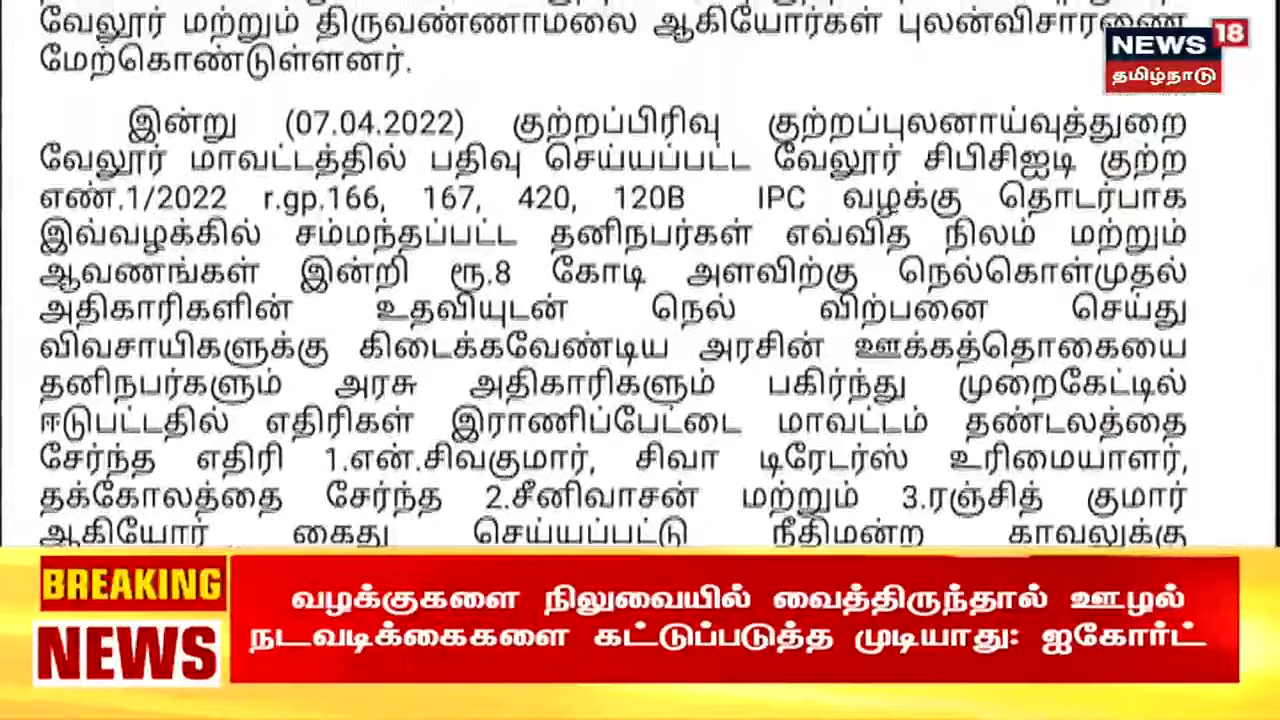 வேலூர் மற்றும் திருவண்ணாமலை ஆகியோர்கள் புலன்விசாரணை
மேற்கொண்டுள்ளனர்.
NEWS 18
தமிழ்நாடு
இன்று (07.04.2022) குற்றப்பிரிவு குற்றப்புலனாய்வுத்துறை
வேலூர் மாவட்டத்தில் பதிவு செய்யப்பட்ட வேலூர் சிபிசிஐடி குற்ற
எண்.1/2022 r.gp.166, 167, 420, 120B IPC வழக்கு தொடர்பாக
இவ்வழக்கில் சம்மந்தப்பட்ட தனிநபர்கள் எவ்வித நிலம் மற்றும்
ஆவணங்கள் இன்றி ரூ.8 கோடி அளவிற்கு நெல்கொள்முதல்
அதிகாரிகளின் உதவியுடன் நெல் விற்பனை செய்து
விவசாயிகளுக்கு கிடைக்கவேண்டிய அரசின் ஊக்கத்தொகையை
தனிநபர்களும் அரசு அதிகாரிகளும் பகிர்ந்து முறைகேட்டில்
ஈடுபட்டதில் எதிரிகள் இராணிப்பேட்டை மாவட்டம் தண்டலத்தை
சேர்ந்த எதிரி 1.என்.சிவகுமார், சிவா டிரேடர்ஸ் உரிமையாளர்,
தக்கோலத்தை சேர்ந்த 2.சீனிவாசன் மற்றும் 3.ரஞ்சித் குமார்
ஆகியோர் கைது செய்யப்பட்டு நீதிமன்ற காவலுக்கு
BREAKING
NEWS
வழக்குகளை நிலுவையில் வைத்திருந்தால் ஊழல்
நடவடிக்கைகளை கட்டுப்படுத்த முடியாது: ஐகோர்ட்